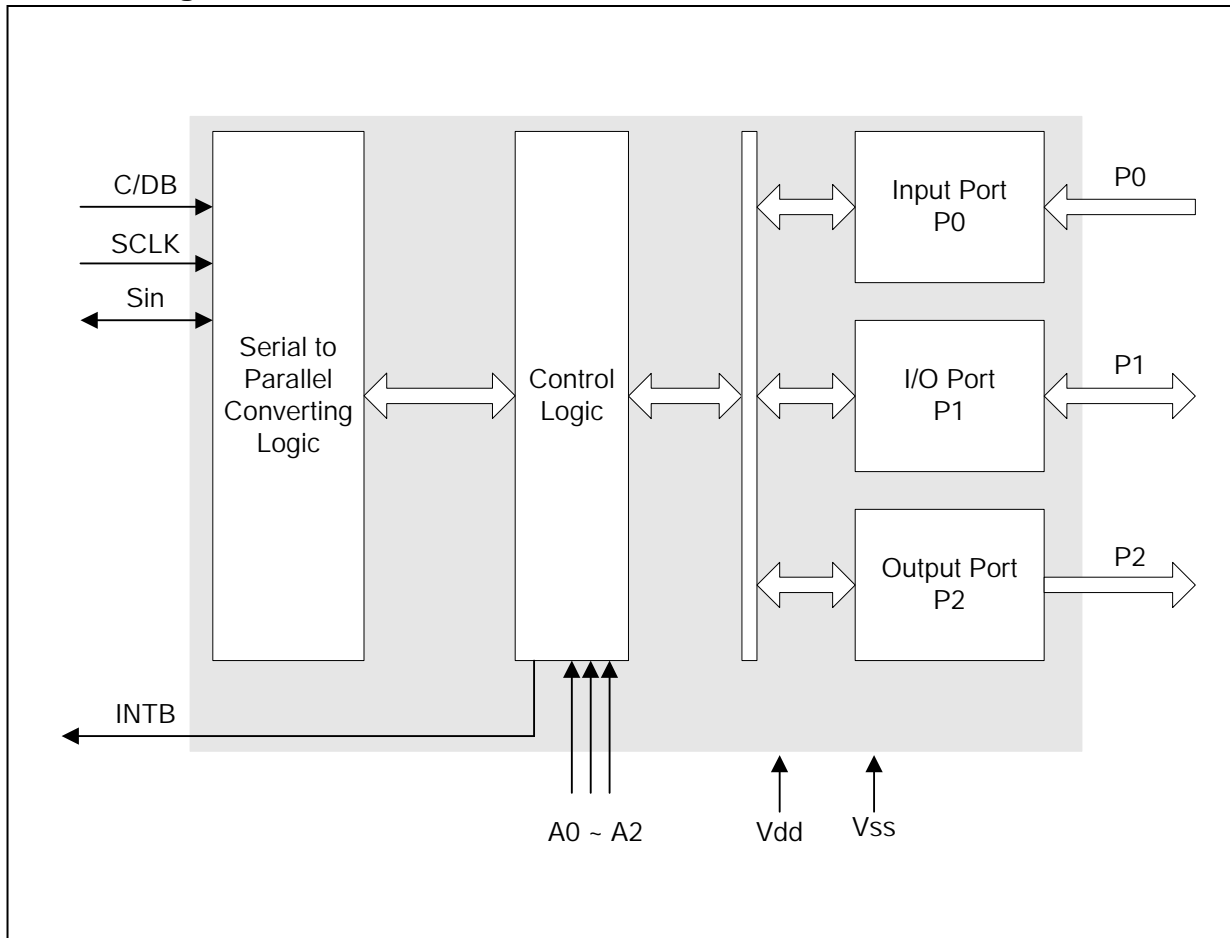 C/DB
SCLK
Sin
Serial to
Parallel
Converting
Logic
Control
Logic
Input Port
P0
P0
I/O Port
P1
P1
Output Port
P2
P2
INTB
A0 ~ A2
Vdd
Vss